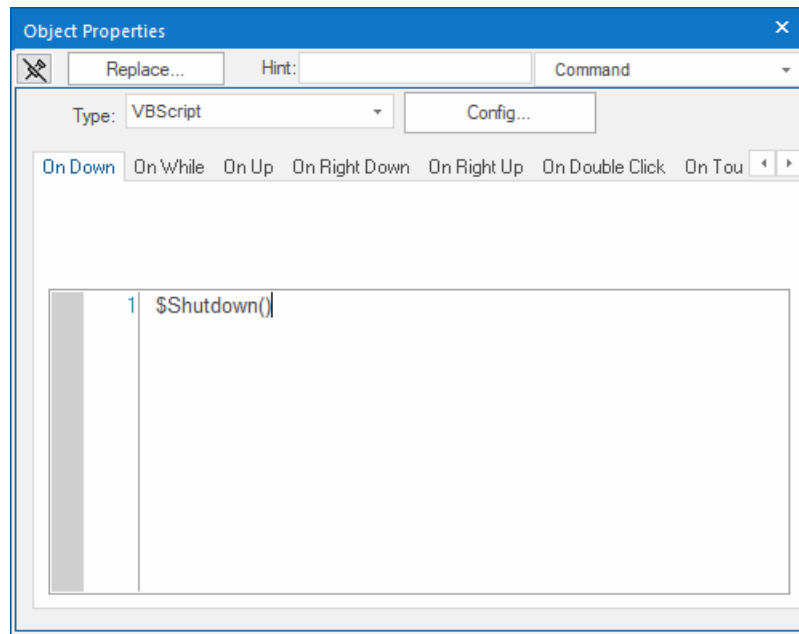 Object Properties
Replace... Hint: Command
Type: VBScript Config...
On Down On While On Up On Right Down On Right Up On Double Click On Tou
1 $Shutdown()